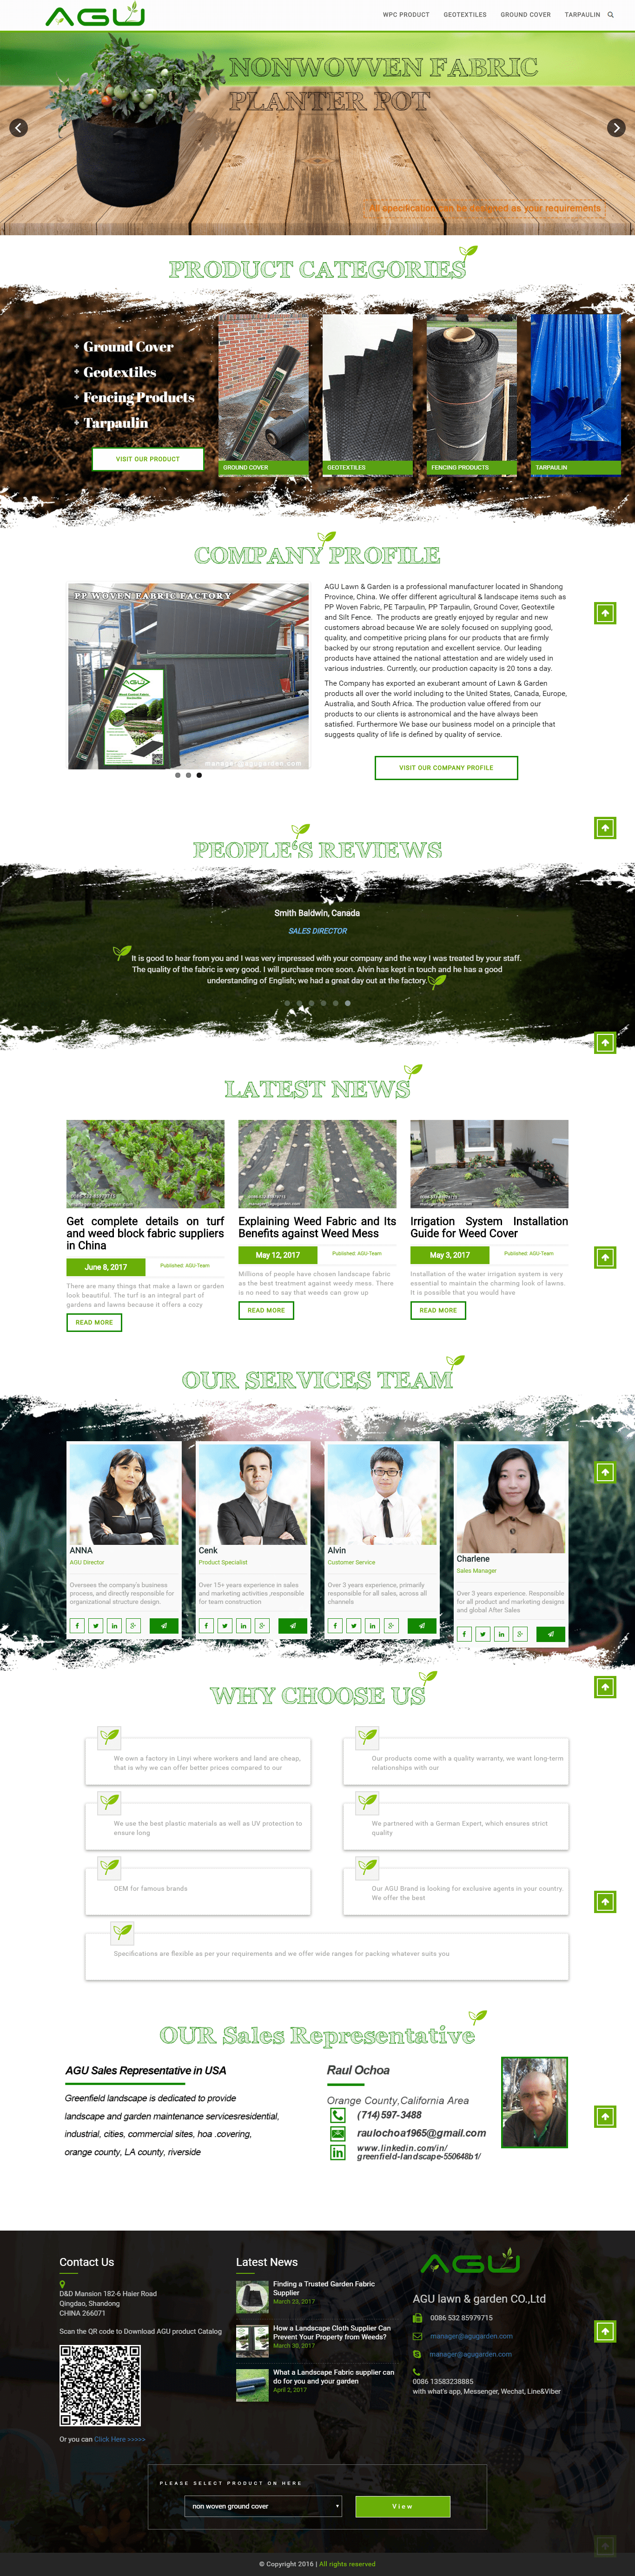 AGU
WPC PRODUCT
GEOTEXTILES
GROUND COVER
TARPAULIN
NONWOVVEN FABRIC
PLANTER POT
All specification can be designed as your requirements
PRODUCT CATEGORIES
Ground Cover
Geotextiles
Fencing Products
Tarpaulin
VISIT OUR PRODUCT
GROUND COVER
GEOTEXTILES
FENCING PRODUCTS
TARPAULIN
COMPANY PROFILE
PP WOVEN FABRIC FACTORY
AGU
manager@agugarden.com
AGU Lawn & Garden is a professional manufacturer located in Shandong
Province, China. We offer different agricultural & landscape items such as
PP Woven Fabric, PE Tarpaulin, PP Tarpaulin, Ground Cover, Geotextile
and Silt Fence. The products are greatly enjoyed by regular and new
customers abroad because We are solely focused on supplying good,
quality, and competitive pricing plans for our products that are firmly
backed by our strong reputation and excellent service. Our leading
products have attained the national attestation and are widely used in
various industries. Currently, our production capacity is 20 tons a day.
The Company has exported an exuberant amount of Lawn & Garden
products all over the world including to the United States, Canada, Europe,
Australia, and South Africa. The production value offered from our
products to our clients is astronomical and the have always been
satisfied. Furthermore We base our business model on a principle that
suggests quality of life is defined by quality of service.
VISIT OUR COMPANY PROFILE
PEOPLE'S REVIEWS
Smith Baldwin, Canada
SALES DIRECTOR
It is good to hear from you and I was very impressed with your company and the way I was treated by your staff.
The quality of the fabric is very good. I will purchase more soon. Alvin has kept in touch and he has a good
understanding of English; we had a great day out at the factory.
LATEST NEWS
Get complete details on turf
and weed block fabric suppliers
in China
June 8, 2017
Published: AGU-Team
There are many things that make a lawn or garden
look beautiful. The turf is an integral part of
gardens and lawns because it offers a cozy
READ MORE
Explaining Weed Fabric and Its
Benefits against Weed Mess
May 12, 2017
Published: AGU-Team
Millions of people have chosen landscape fabric
as the best treatment against weedy mess. There
is no need to say that weeds can grow up
READ MORE
Irrigation System Installation
Guide for Weed Cover
May 3, 2017
Published: AGU-Team
Installation of the water irrigation system is very
essential to maintain the charming look of lawns.
It is possible that you would have
READ MORE
OUR SERVICES TEAM
ANNA
AGU Director
Oversees the company's business
process, and directly responsible for
organizational structure design.
Cenk
Product Specialist
Over 15+ years experience in sales
and marketing activities ,responsible
for team construction
Alvin
Customer Service
Over 3 years experience, primarily
responsible for all sales, across all
channels
Charlene
Sales Manager
Over 3 years experience. Responsible
for all product and marketing designs
and global After Sales
WHY CHOOSE US
We own a factory in Linyi where workers and land are cheap,
that is why we can offer better prices compared to our
Our products come with a quality warranty, we want long-term
relationships with our
We use the best plastic materials as well as UV protection to
ensure long
We partnered with a German Expert, which ensures strict
quality
OEM for famous brands
Our AGU Brand is looking for exclusive agents in your country.
We offer the best
Specifications are flexible as per your requirements and we offer wide ranges for packing whatever suits you
OUR Sales Representative
AGU Sales Representative in USA
Greenfield landscape is dedicated to provide
landscape and garden maintenance servicesresidential,
industrial, cities, commercial sites, hoa .covering,
orange county, LA county, riverside
Raul Ochoa
Orange County,California Area
(714)597-3488
raulochoa1965@gmail.com
www.linkedin.com/in/
greenfield-landscape-550648b1/
Contact Us
D&D Mansion 182-6 Haier Road
Qingdao, Shandong
CHINA 266071
Scan the QR code to Download AGU product Catalog
Or you can Click Here >>>>>
Latest News
Finding a Trusted Garden Fabric
Supplier
March 23, 2017
How a Landscape Cloth Supplier Can
Prevent Your Property from Weeds?
March 30, 2017
What a Landscape Fabric supplier can
do for you and your garden
April 2, 2017
AGU
AGU lawn & garden CO.,Ltd
0086 532 85979715
manager@agugarden.com
manager@agugarden.com
0086 13583238885
with what's app, Messenger, Wechat, Line&Viber
PLEASE SELECT PRODUCT ON HERE
non woven ground cover
View
© Copyright 2016 | All rights reserved